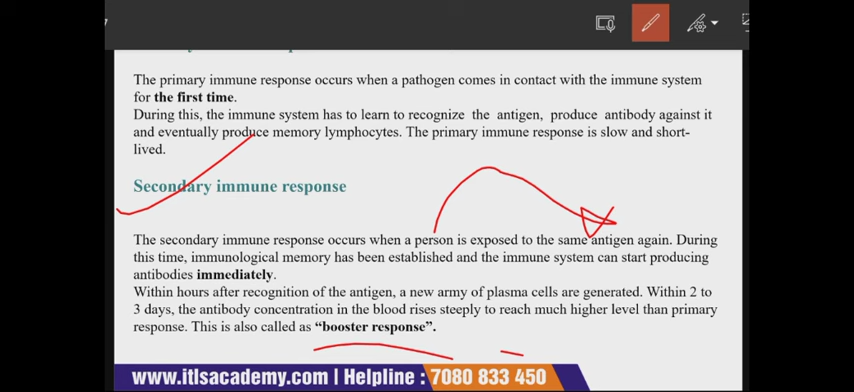 The primary immune response occurs when a pathogen comes in contact with the immune system
for the first time.
During this, the immune system has to learn to recognize the antigen, produce antibody against it
and eventually produce memory lymphocytes. The primary immune response is slow and short-
lived.
Secondary immune response
The secondary immune response occurs when a person is exposed to the same antigen again. During
this time, immunological memory has been established and the immune system can start producing
antibodies immediately.
Within hours after recognition of the antigen, a new army of plasma cells are generated. Within 2 to
3 days, the antibody concentration in the blood rises steeply to reach much higher level than primary
response. This is also called as “booster response”.
www.itlsacademy.com | Helpline : 7080 833 450